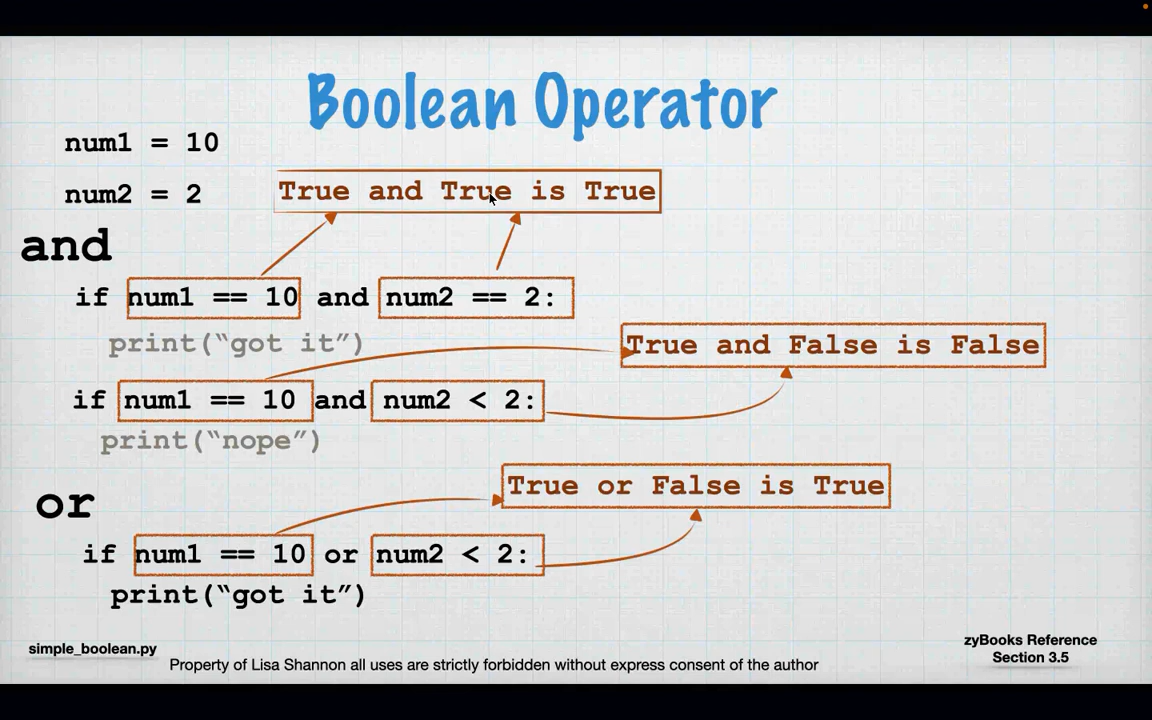 Boolean Operator
num1 = 10
num2 = 2
True and True is True
and
if num1 == 10 and num2 == 2:
print(“got it”)
True and False is False
if num1 == 10 and num2 < 2:
print(“nope”)
True or False is True
or
if num1 == 10 or num2 < 2:
print(“got it”)
simple_boolean.py
Property of Lisa Shannon all uses are strictly forbidden without express consent of the author
zyBooks Reference
Section 3.5